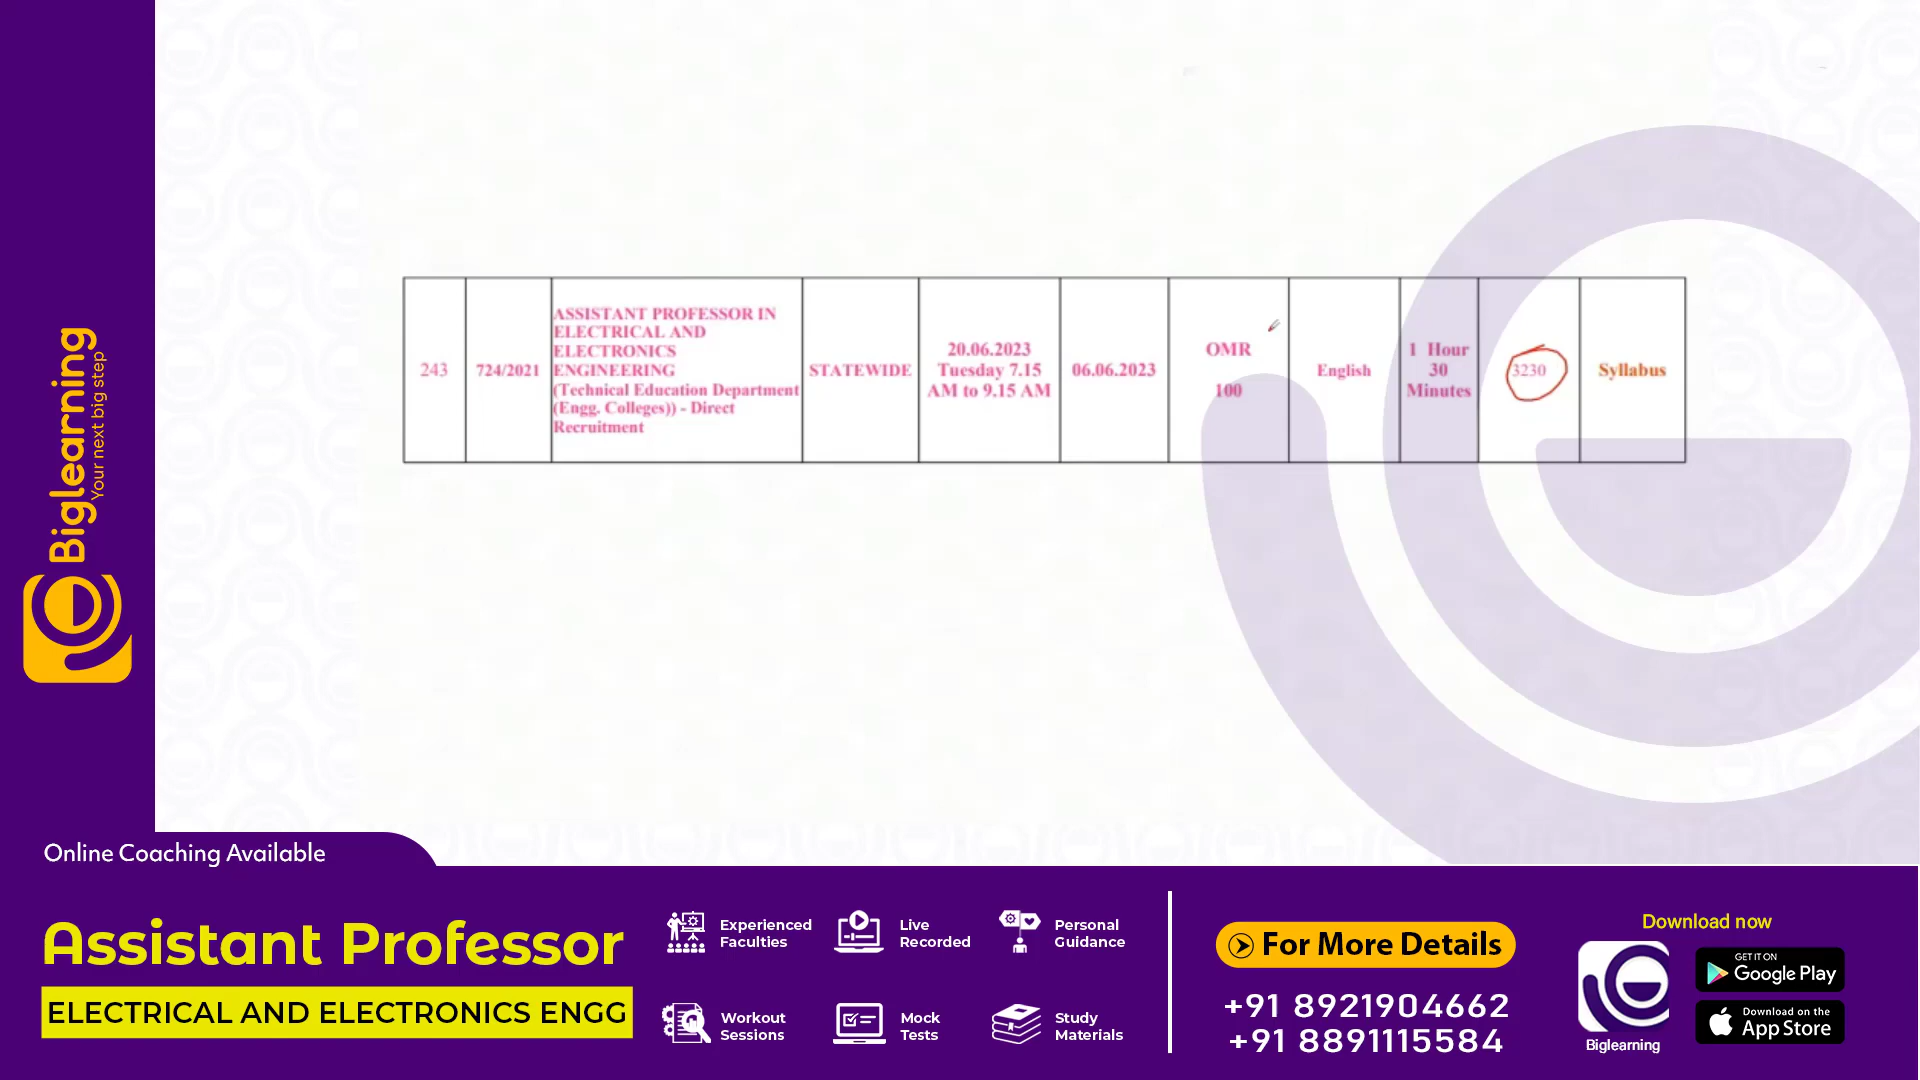 Biglearning
Your next big step
243
724/2021
ASSISTANT PROFESSOR IN
ELECTRICAL AND
ELECTRONICS
ENGINEERING
(Technical Education Department
(Engg. Colleges)) - Direct
Recruitment
STATEWIDE
20.06.2023
Tuesday 7.15
AM to 9.15 AM
06.06.2023
OMR
100
English
1 Hour
30
Minutes
3230
Syllabus
Online Coaching Available
Assistant Professor
ELECTRICAL AND ELECTRONICS ENGG
Experienced
Faculties
Live
Recorded
Personal
Guidance
Workout
Sessions
Mock
Tests
Study
Materials
For More Details
+91 8921904662
+91 8891115584
Download now
Biglearning
GET IT ON
Google Play
Download on the
App Store